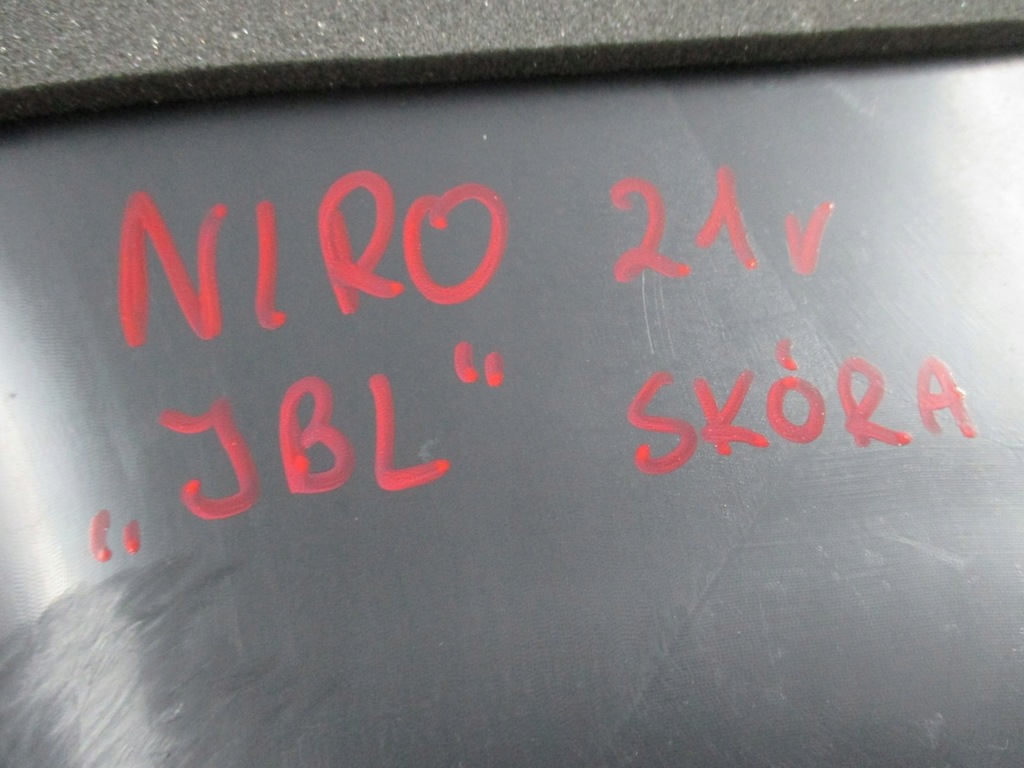 NIRO 21r
„JBL" SKÓRA